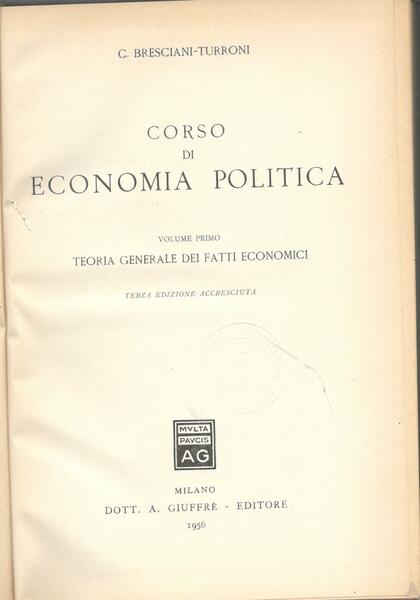 C. BRESCIANI-TURRONI
CORSO
DI
ECONOMIA POLITICA
VOLUME PRIMO
TEORIA GENERALE DEI FATTI ECONOMICI
TERZA EDIZIONE ACCRESCIUTA
MVLTA
PAVCIS
AG
MILANO
DOTT. A. GIUFFRÈ - EDITORE
1956